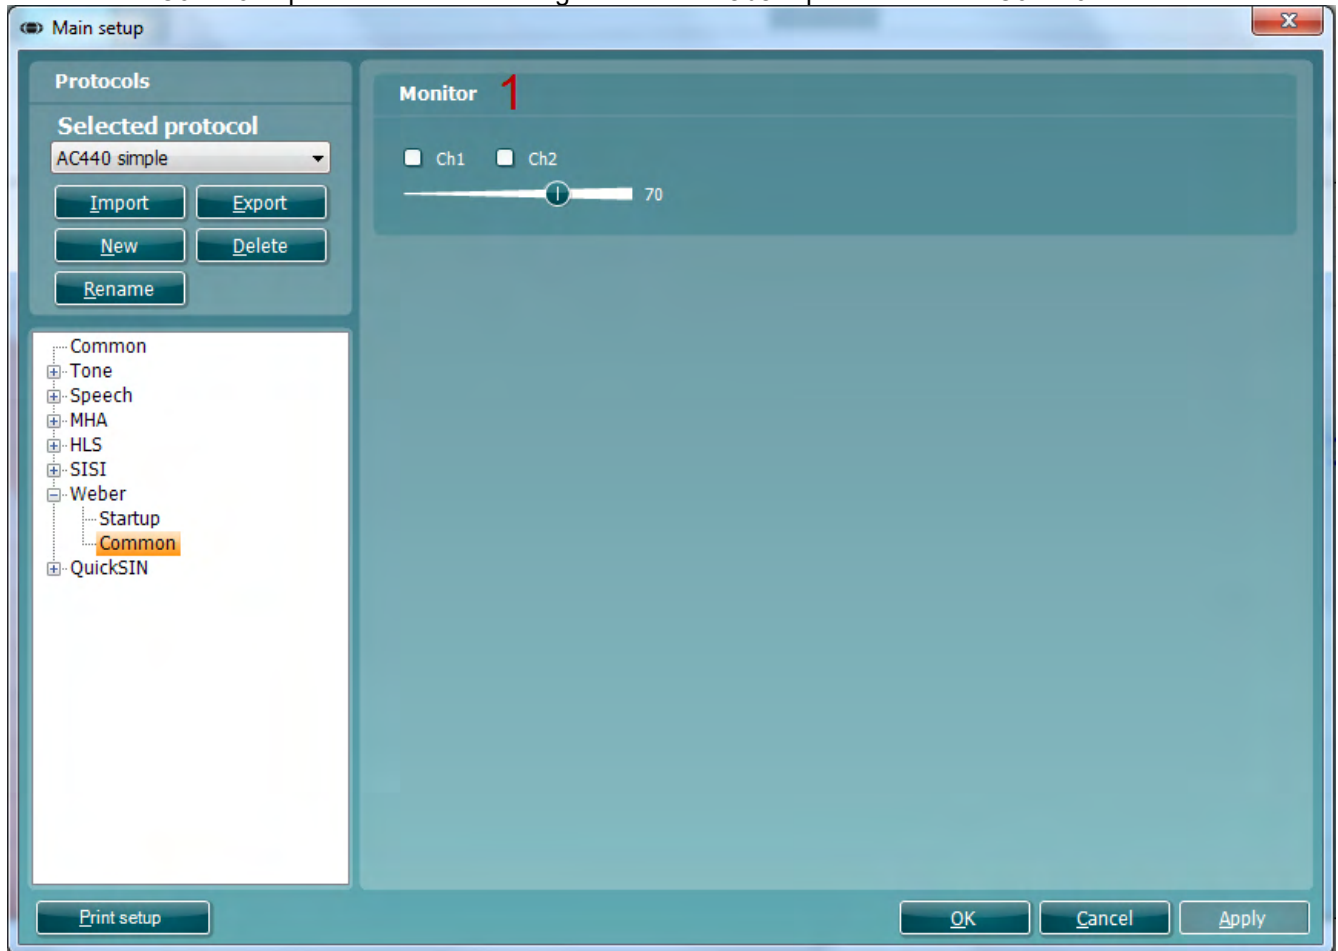 Main setup
X
Protocols
Selected protocol
AC440 simple
Import Export
New Delete
Rename
Common
Tone
Speech
MHA
HLS
SISI
Weber
Startup
Common
QuickSIN
Monitor 1
Ch1 Ch2
70
Print setup
OK Cancel Apply